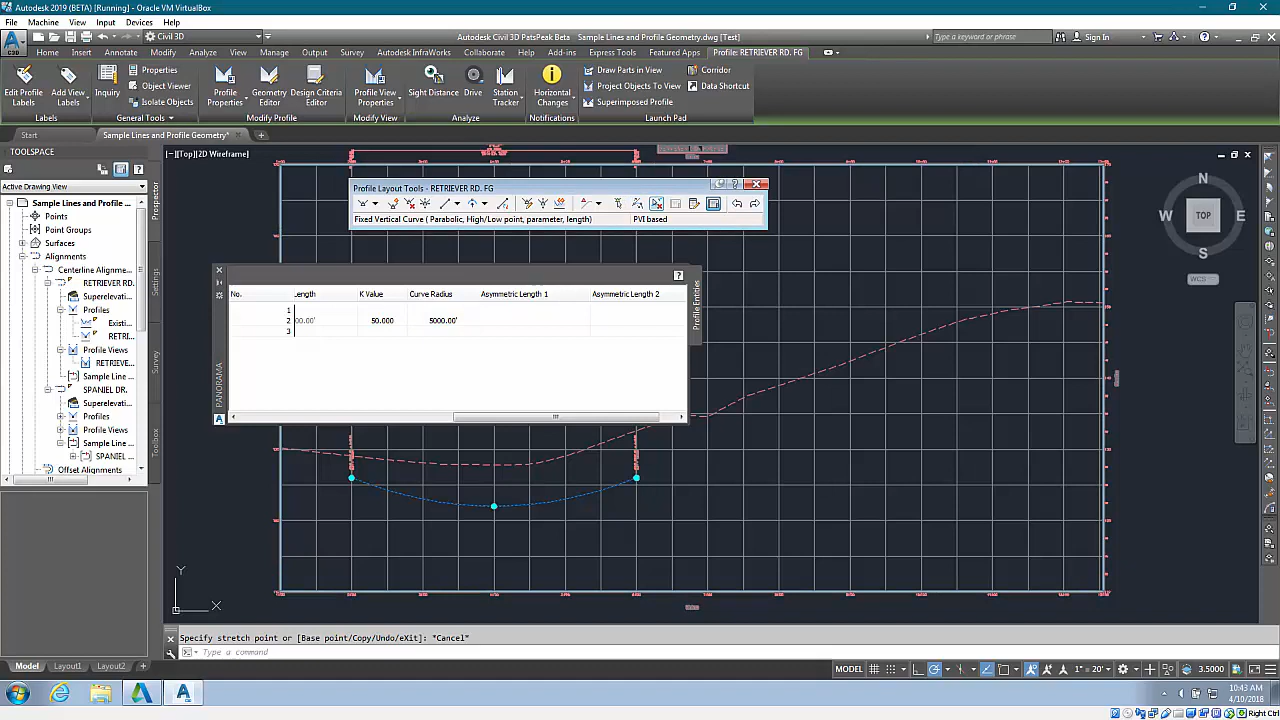 Autodesk 2019 (BETA) [Running] - Oracle VM VirtualBox
File Machine View Input Devices Help
Civil 3D
Autodesk Civil 3D PatsPeak Beta Sample Lines and Profile Geometry.dwg [Test]
Type a keyword or phrase
Sign In
C3D
Home Insert Annotate Modify Analyze View Manage Output Survey Autodesk InfraWorks Collaborate Help Add-ins Express Tools Featured Apps Profile: RETRIEVER RD. FG
Edit Profile Labels
Add View Labels
Inquiry
Properties
Object Viewer
Isolate Objects
Profile Properties
Geometry Editor
Design Criteria Editor
Profile View Properties
Sight Distance
Drive
Station Tracker
Horizontal Changes
Draw Parts in View
Project Objects To View
Superimposed Profile
Corridor
Data Shortcut
Labels General Tools Modify Profile Modify View Analyze Notifications Launch Pad
Start Sample Lines and Profile Geometry*
TOOLSPACE
Active Drawing View
Sample Lines and Profile ...
Points
Point Groups
Surfaces
Alignments
Centerline Alignme...
RETRIEVER RD.
Superelev...
Profiles
Existi...
RETRI...
Profile Views
RETRIEVE...
Sample Line ...
SPANIEL DR.
Superelev...
Profiles
Profile Views
Sample Line ...
SPANIEL ...
Offset Alignments
Prospector
Settings
Survey
Toolbox
[−][Top][2D Wireframe]
Profile Layout Tools - RETRIEVER RD. FG
Fixed Vertical Curve ( Parabolic, High/Low point, parameter, length) PVI based
No. Length K Value Curve Radius Asymmetric Length 1 Asymmetric Length 2
1
2 00.00' 50.000 5000.00'
3
PANORAMA
Profile Entities
N
W TOP E
S
WCS
Y
X
Specify stretch point or [Base point/Copy/Undo/eXit]: *Cancel*
Type a command
Model Layout1 Layout2
MODEL 1" = 20' 3.5000
10:43 AM
4/10/2018
Right Ctrl